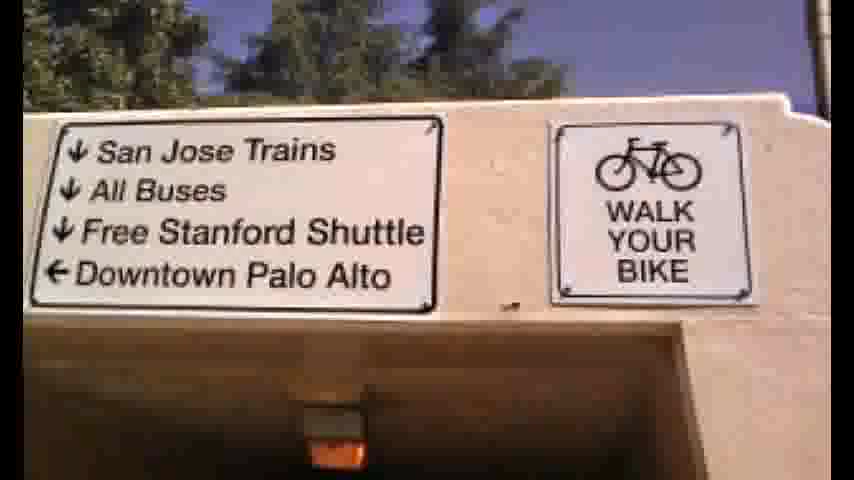 ↓ San Jose Trains
↓ All Buses
↓ Free Stanford Shuttle
← Downtown Palo Alto
WALK
YOUR
BIKE